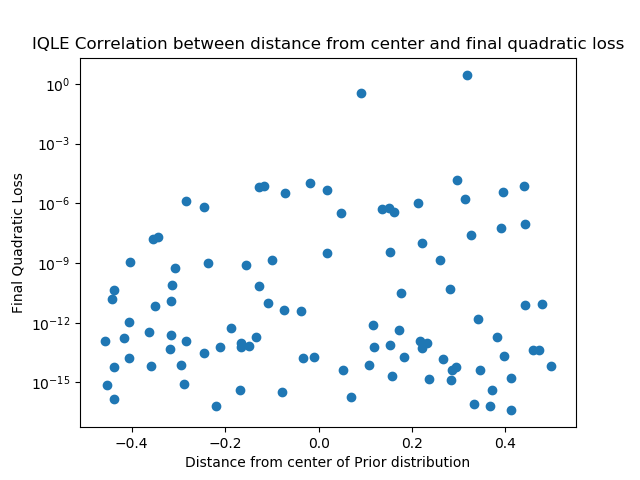 IQLE Correlation between distance from center and final quadratic loss
Final Quadratic Loss
10⁰
10⁻³
10⁻⁶
10⁻⁹
10⁻¹²
10⁻¹⁵
−0.4 −0.2 0.0 0.2 0.4
Distance from center of Prior distribution